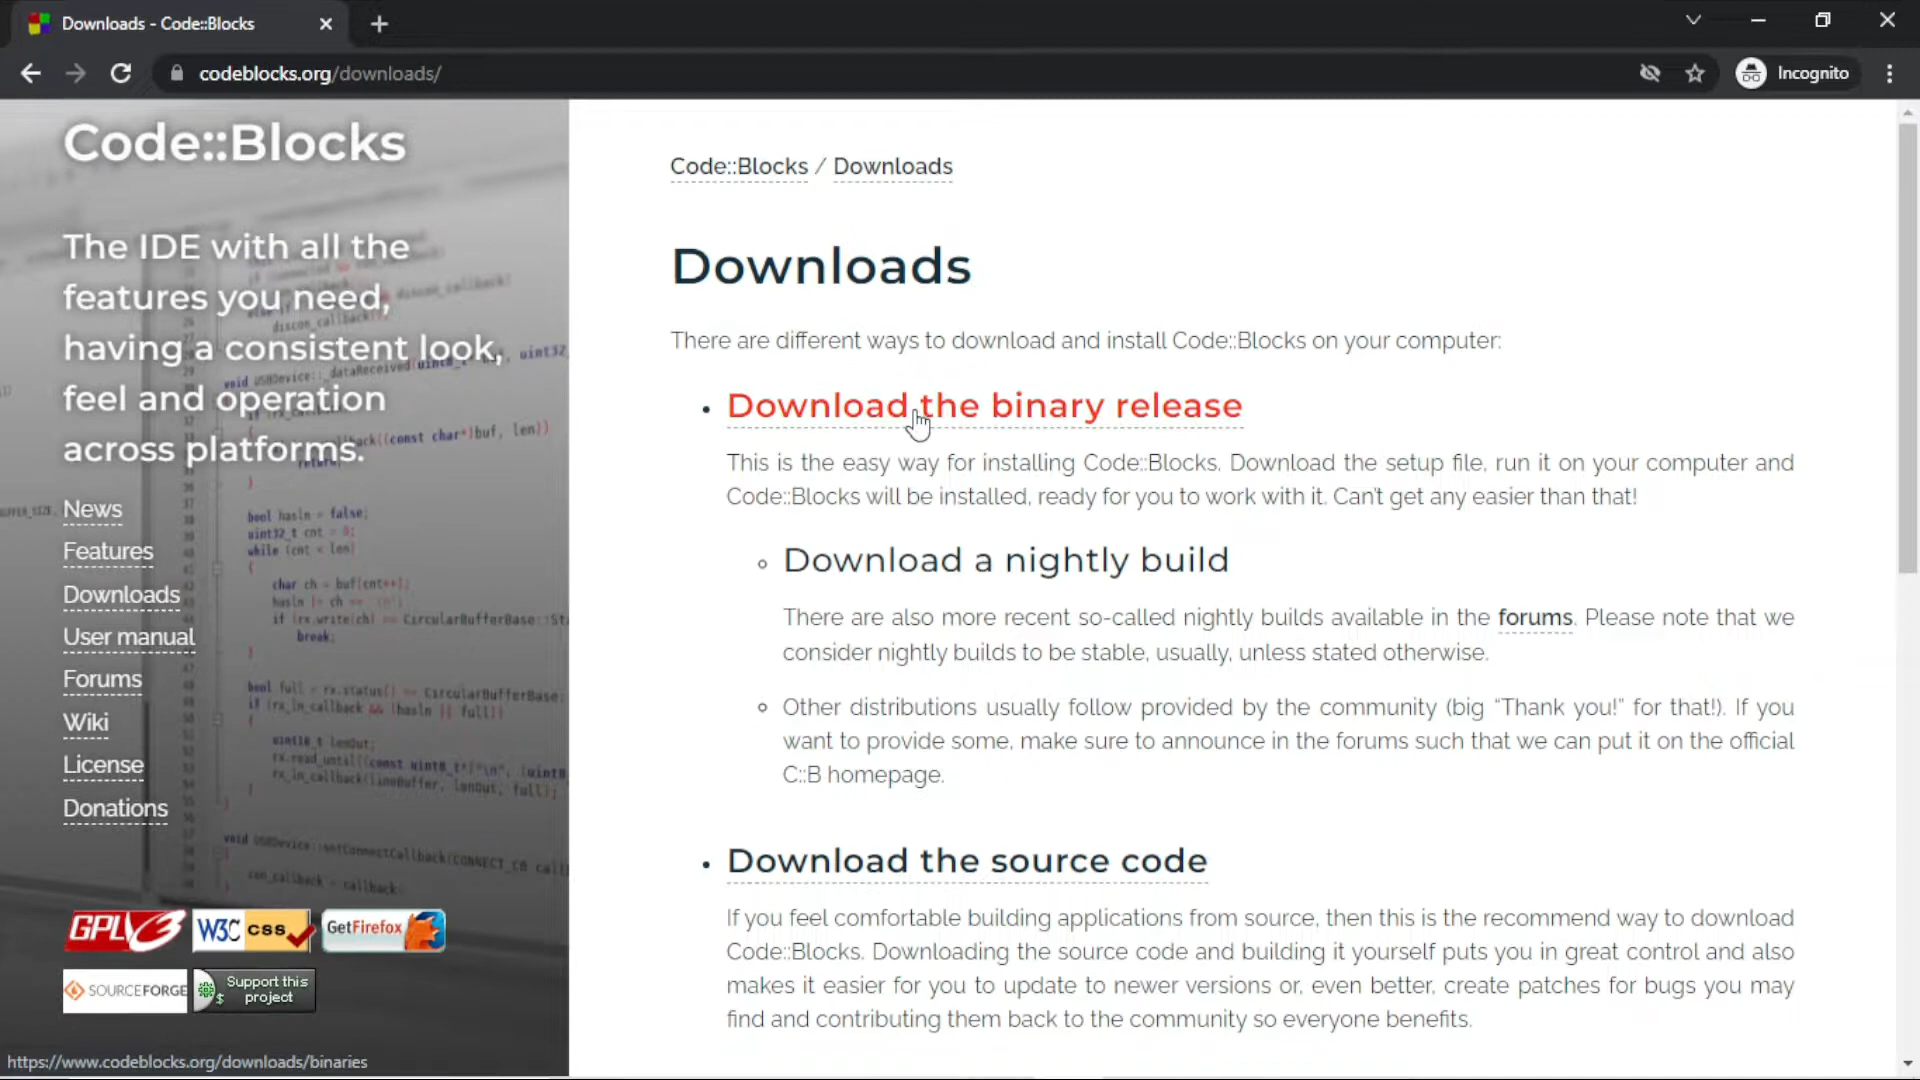 Downloads - Code::Blocks
codeblocks.org/downloads/
Incognito
Code::Blocks
The IDE with all the
features you need,
having a consistent look,
feel and operation
across platforms.
News
Features
Downloads
User manual
Forums
Wiki
License
Donations
GPLv3
W3C css
GetFirefox
SOURCEFORGE
Support this
project
https://www.codeblocks.org/downloads/binaries
Code::Blocks / Downloads
Downloads
There are different ways to download and install Code::Blocks on your computer:
• Download the binary release
This is the easy way for installing Code::Blocks. Download the setup file, run it on your computer and
Code::Blocks will be installed, ready for you to work with it. Can't get any easier than that!
◦ Download a nightly build
There are also more recent so-called nightly builds available in the forums. Please note that we
consider nightly builds to be stable, usually, unless stated otherwise.
◦ Other distributions usually follow provided by the community (big “Thank you!” for that!). If you
want to provide some, make sure to announce in the forums such that we can put it on the official
C::B homepage.
• Download the source code
If you feel comfortable building applications from source, then this is the recommend way to download
Code::Blocks. Downloading the source code and building it yourself puts you in great control and also
makes it easier for you to update to newer versions or, even better, create patches for bugs you may
find and contributing them back to the community so everyone benefits.